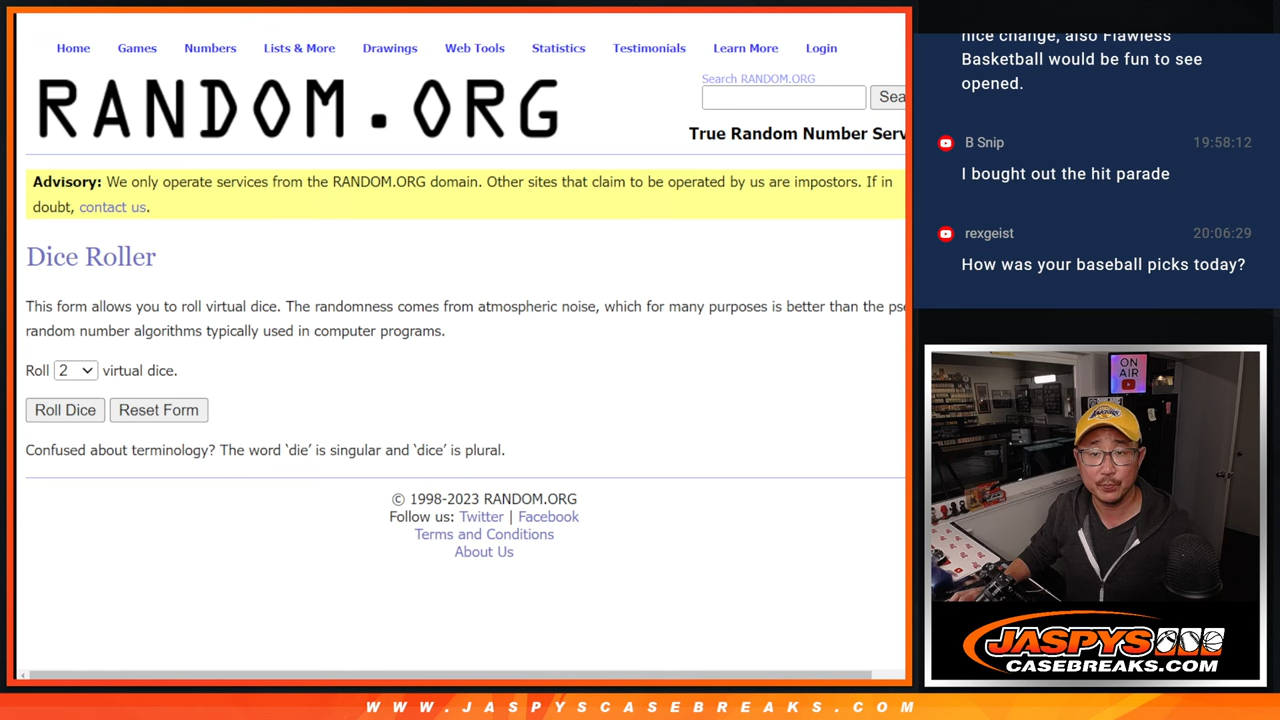 Home Games Numbers Lists & More Drawings Web Tools Statistics Testimonials Learn More Login
RANDOM.ORG
Search RANDOM.ORG
Sea
True Random Number Serv
Advisory: We only operate services from the RANDOM.ORG domain. Other sites that claim to be operated by us are impostors. If in
doubt, contact us.
Dice Roller
This form allows you to roll virtual dice. The randomness comes from atmospheric noise, which for many purposes is better than the pse
random number algorithms typically used in computer programs.
Roll 2 virtual dice.
Roll Dice Reset Form
Confused about terminology? The word ‘die’ is singular and ‘dice’ is plural.
© 1998-2023 RANDOM.ORG
Follow us: Twitter | Facebook
Terms and Conditions
About Us
nice change, also Flawless
Basketball would be fun to see
opened.
B Snip 19:58:12
I bought out the hit parade
rexgeist 20:06:29
How was your baseball picks today?
ON
AIR
JASPYS
CASEBREAKS.COM
WWW.JASPYSCASEBREAKS.COM